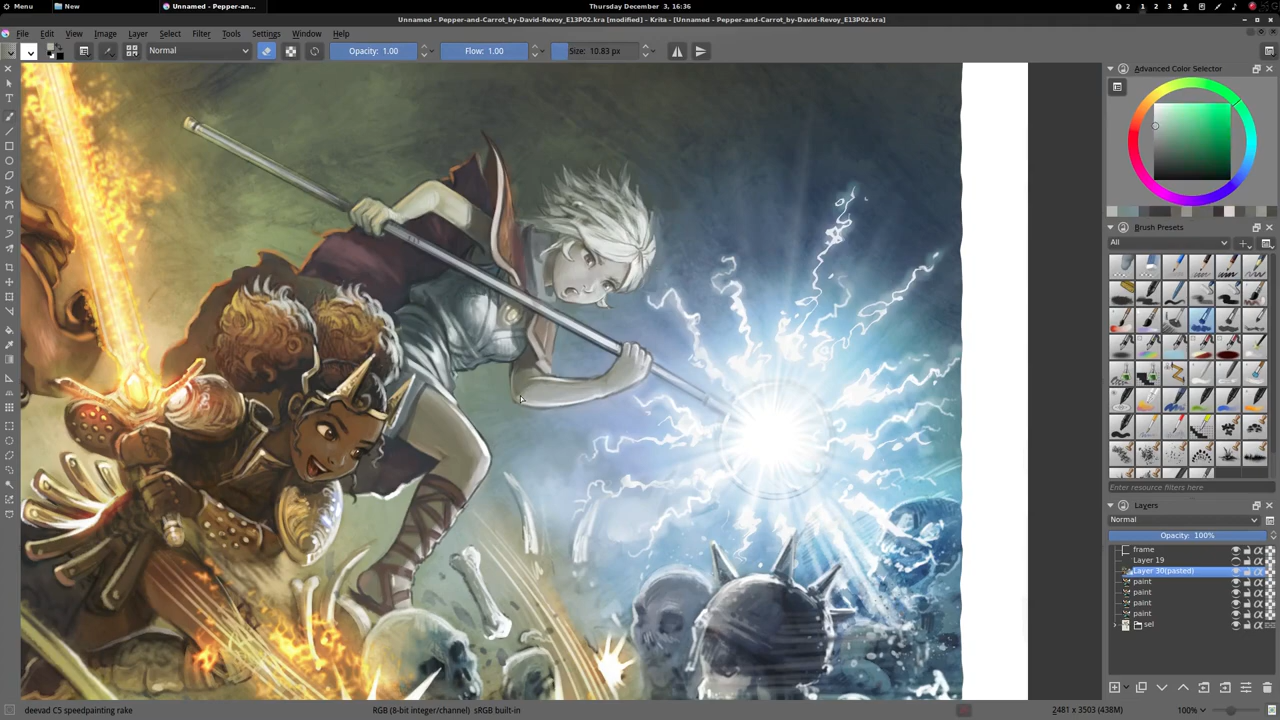 Menu New Unnamed - Pepper-an... Thursday December 3, 16:36 1 2 3
Unnamed - Pepper-and-Carrot_by-David-Revoy_E13P02.kra [modified] - Krita - [Unnamed - Pepper-and-Carrot_by-David-Revoy_E13P02.kra]
File Edit View Image Layer Select Filter Tools Settings Window Help
Normal Opacity: 1.00 Flow: 1.00 Size: 10.83 px
Advanced Color Selector
Brush Presets
All
Enter resource filters here
Layers
Normal
Opacity: 100%
frame
Layer 19
Layer 30(pasted)
paint
paint
paint
paint
sel
deevad C5 speedpainting rake RGB (8-bit integer/channel) sRGB built-in 2481 x 3503 (438M) 100%